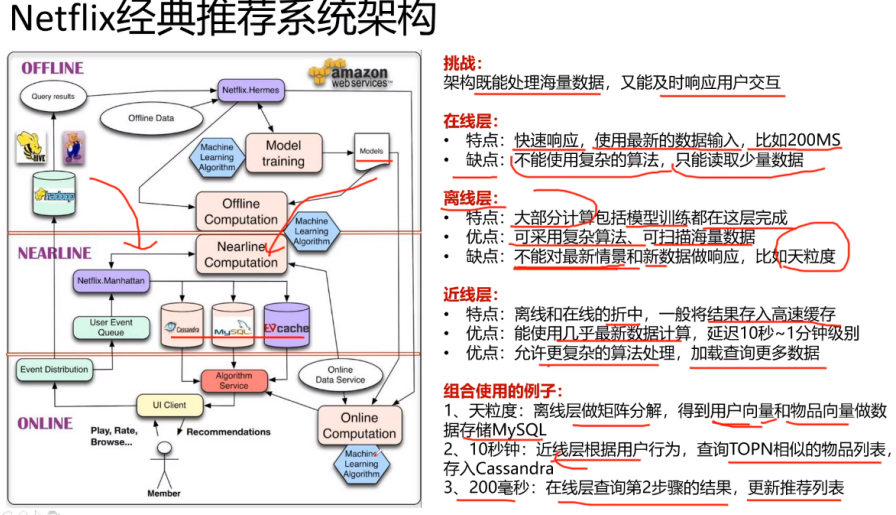 Netflix经典推荐系统架构
OFFLINE
Query results
Netflix.Hermes
amazon
web services™
Offline Data
HIVE
hadoop
Machine
Learning
Algorithm
Model
training
Models
Offline
Computation
Machine
Learning
Algorithm
NEARLINE
Nearline
Computation
Netflix.Manhattan
User Event
Queue
Cassandra
MySQL
EVcache
Event Distribution
Algorithm
Service
Online
Data Service
ONLINE
UI Client
Play, Rate,
Browse...
Recommendations
Online
Computation
Machine
Learning
Algorithm
Member
挑战：
架构既能处理海量数据，又能及时响应用户交互
在线层：
• 特点：快速响应，使用最新的数据输入，比如200MS
• 缺点：不能使用复杂的算法，只能读取少量数据
离线层：
• 特点：大部分计算包括模型训练都在这层完成
• 优点：可采用复杂算法、可扫描海量数据
• 缺点：不能对最新情景和新数据做响应，比如天粒度
近线层：
• 特点：离线和在线的折中，一般将结果存入高速缓存
• 优点：能使用几乎最新数据计算，延迟10秒~1分钟级别
• 优点：允许更复杂的算法处理，加载查询更多数据
组合使用的例子：
1、天粒度：离线层做矩阵分解，得到用户向量和物品向量做数
据存储MySQL
2、10秒钟：近线层根据用户行为，查询TOPN相似的物品列表，
存入Cassandra
3、200毫秒：在线层查询第2步骤的结果，更新推荐列表